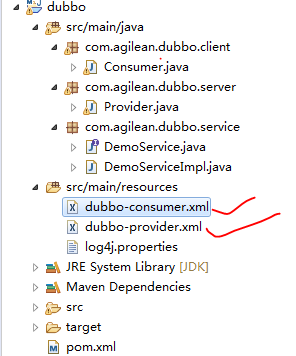 dubbo
src/main/java
com.agilean.dubbo.client
Consumer.java
com.agilean.dubbo.server
Provider.java
com.agilean.dubbo.service
DemoService.java
DemoServiceImpl.java
src/main/resources
dubbo-consumer.xml
dubbo-provider.xml
log4j.properties
JRE System Library [JDK]
Maven Dependencies
src
target
pom.xml